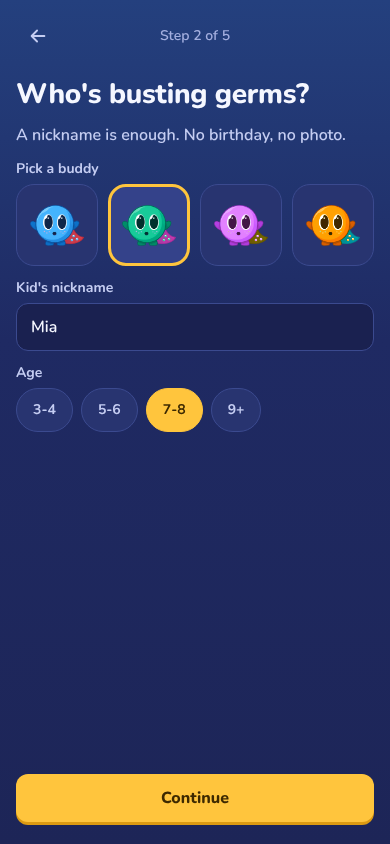 Step 2 of 5
Who's busting germs?
A nickname is enough. No birthday, no photo.
Pick a buddy
Kid's nickname
Mia
Age
3-4
5-6
7-8
9+
Continue